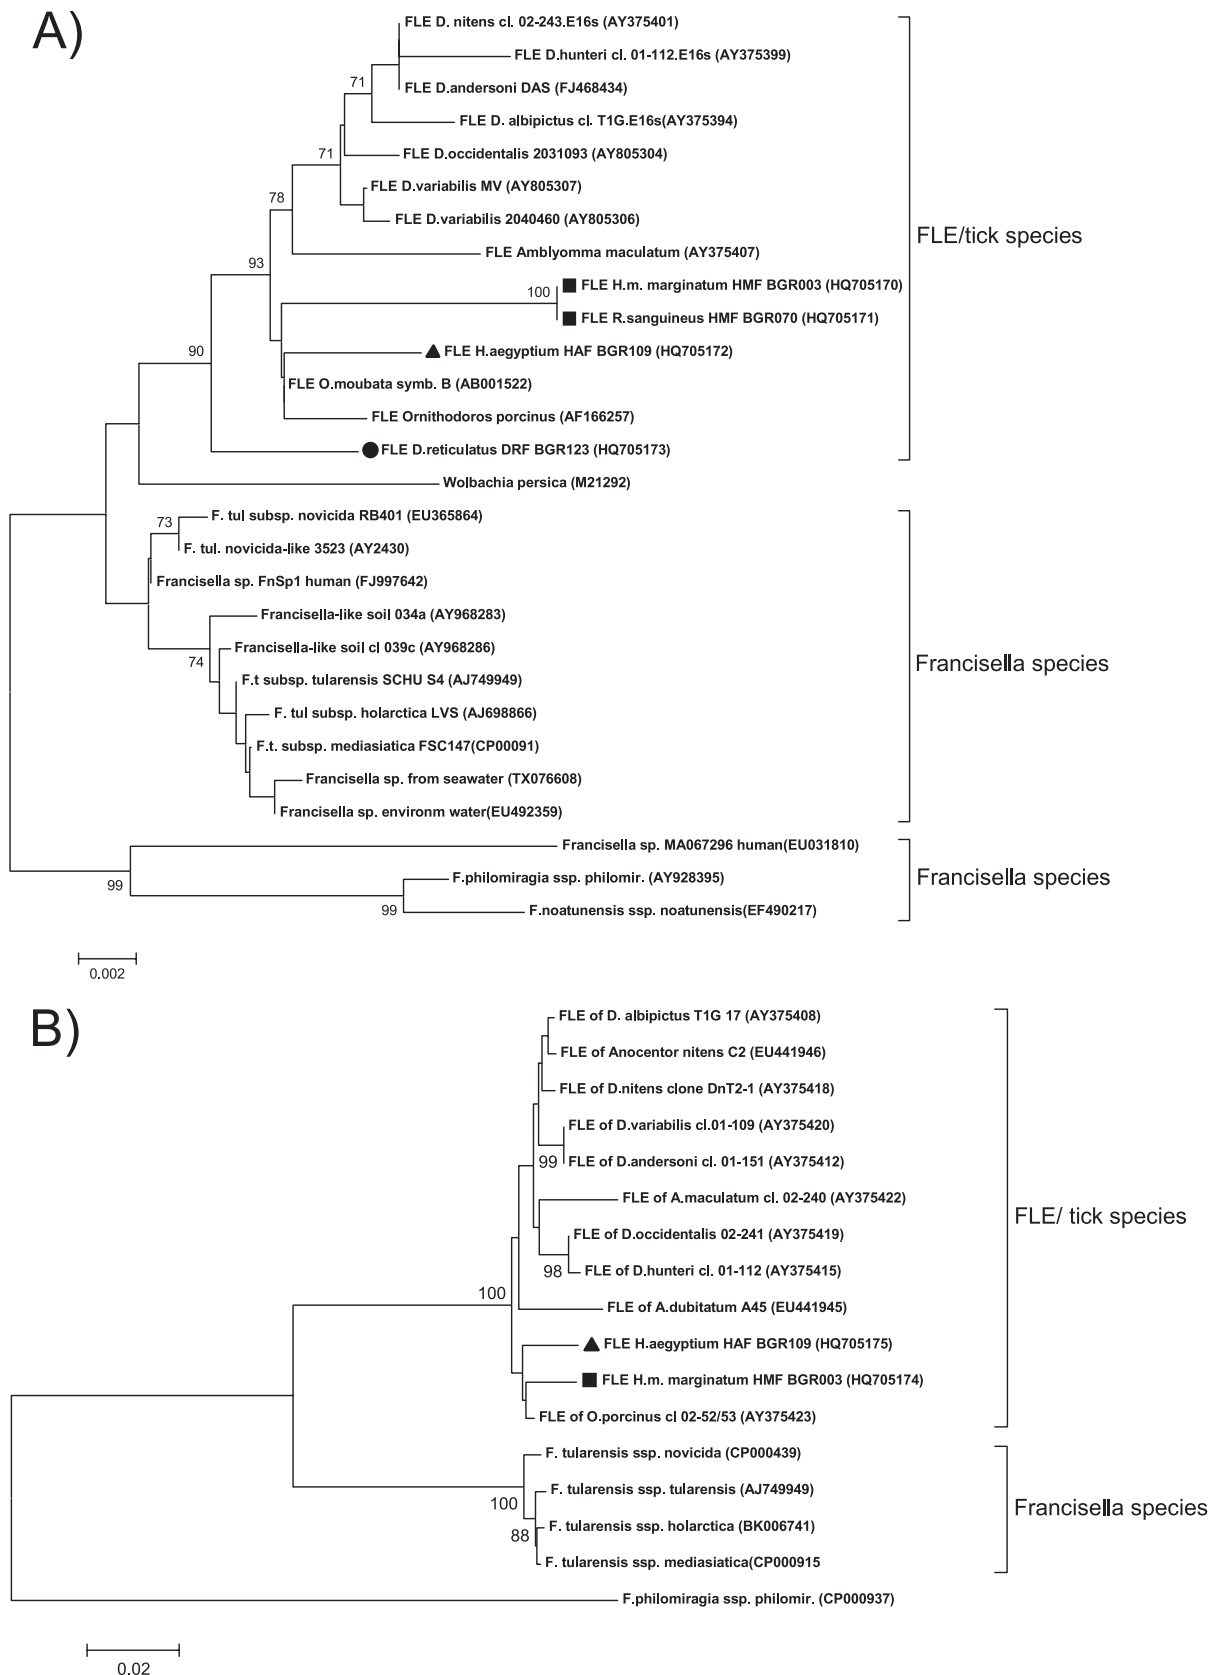 A)
FLE D. nitens cl. 02-243.E16s (AY375401)
FLE D.hunteri cl. 01-112.E16s (AY375399)
71
FLE D.andersoni DAS (FJ468434)
FLE D. albipictus cl. T1G.E16s(AY375394)
71
FLE D.occidentalis 2031093 (AY805304)
FLE D.variabilis MV (AY805307)
78
FLE D.variabilis 2040460 (AY805306)
FLE/tick species
FLE Amblyomma maculatum (AY375407)
93
100
FLE H.m. marginatum HMF BGR003 (HQ705170)
FLE R.sanguineus HMF BGR070 (HQ705171)
90
FLE H.aegyptium HAF BGR109 (HQ705172)
FLE O.moubata symb. B (AB001522)
FLE Ornithodoros porcinus (AF166257)
FLE D.reticulatus DRF BGR123 (HQ705173)
Wolbachia persica (M21292)
73
F. tul subsp. novicida RB401 (EU365864)
F. tul. novicida-like 3523 (AY2430)
Francisella sp. FnSp1 human (FJ997642)
Francisella-like soil 034a (AY968283)
74
Francisella-like soil cl 039c (AY968286)
Francisella species
F.t subsp. tularensis SCHU S4 (AJ749949)
F. tul subsp. holarctica LVS (AJ698866)
F.t. subsp. mediasiatica FSC147(CP00091)
Francisella sp. from seawater (TX076608)
Francisella sp. environm water(EU492359)
Francisella sp. MA067296 human(EU031810)
99
F.philomiragia ssp. philomir. (AY928395)
Francisella species
99
F.noatunensis ssp. noatunensis(EF490217)
0.002
B)
FLE of D. albipictus T1G 17 (AY375408)
FLE of Anocentor nitens C2 (EU441946)
FLE of D.nitens clone DnT2-1 (AY375418)
FLE of D.variabilis cl.01-109 (AY375420)
99
FLE of D.andersoni cl. 01-151 (AY375412)
FLE of A.maculatum cl. 02-240 (AY375422)
FLE/ tick species
FLE of D.occidentalis 02-241 (AY375419)
98
FLE of D.hunteri cl. 01-112 (AY375415)
100
FLE of A.dubitatum A45 (EU441945)
FLE H.aegyptium HAF BGR109 (HQ705175)
FLE H.m. marginatum HMF BGR003 (HQ705174)
FLE of O.porcinus cl 02-52/53 (AY375423)
F. tularensis ssp. novicida (CP000439)
100
F. tularensis ssp. tularensis (AJ749949)
Francisella species
88
F. tularensis ssp. holarctica (BK006741)
F. tularensis ssp. mediasiatica(CP000915
F.philomiragia ssp. philomir. (CP000937)
0.02